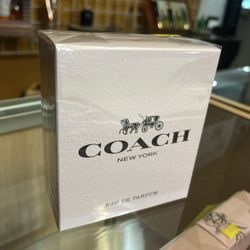 COACH
NEW YORK
EAU DE PARFUM